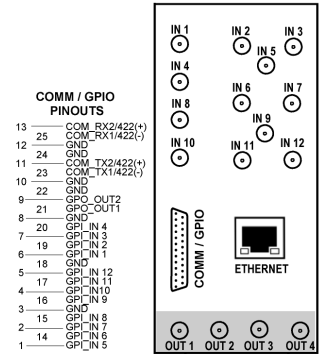 COMM / GPIO
PINOUTS
13 COM_RX2/422(+)
25 COM_RX1/422(-)
12 GND
24 GND
11 COM_TX2/422(+)
23 COM_TX1/422(-)
10 GND
22 GND
9 GPO_OUT2
21 GPO_OUT1
8 GND
20 GPI_IN 4
7 GPI_IN 3
19 GPI_IN 2
6 GPI_IN 1
18 GND
5 GPI_IN 12
17 GPI_IN 11
4 GPI_IN10
16 GPI_IN 9
3 GND
15 GPI_IN 8
2 GPI_IN 7
14 GPI_IN 6
1 GPI_IN 5
IN 1 IN 2 IN 3
IN 5
IN 4
IN 6 IN 7
IN 8
IN 9
IN 10 IN 11 IN 12
COMM / GPIO
ETHERNET
OUT 1 OUT 2 OUT 3 OUT 4